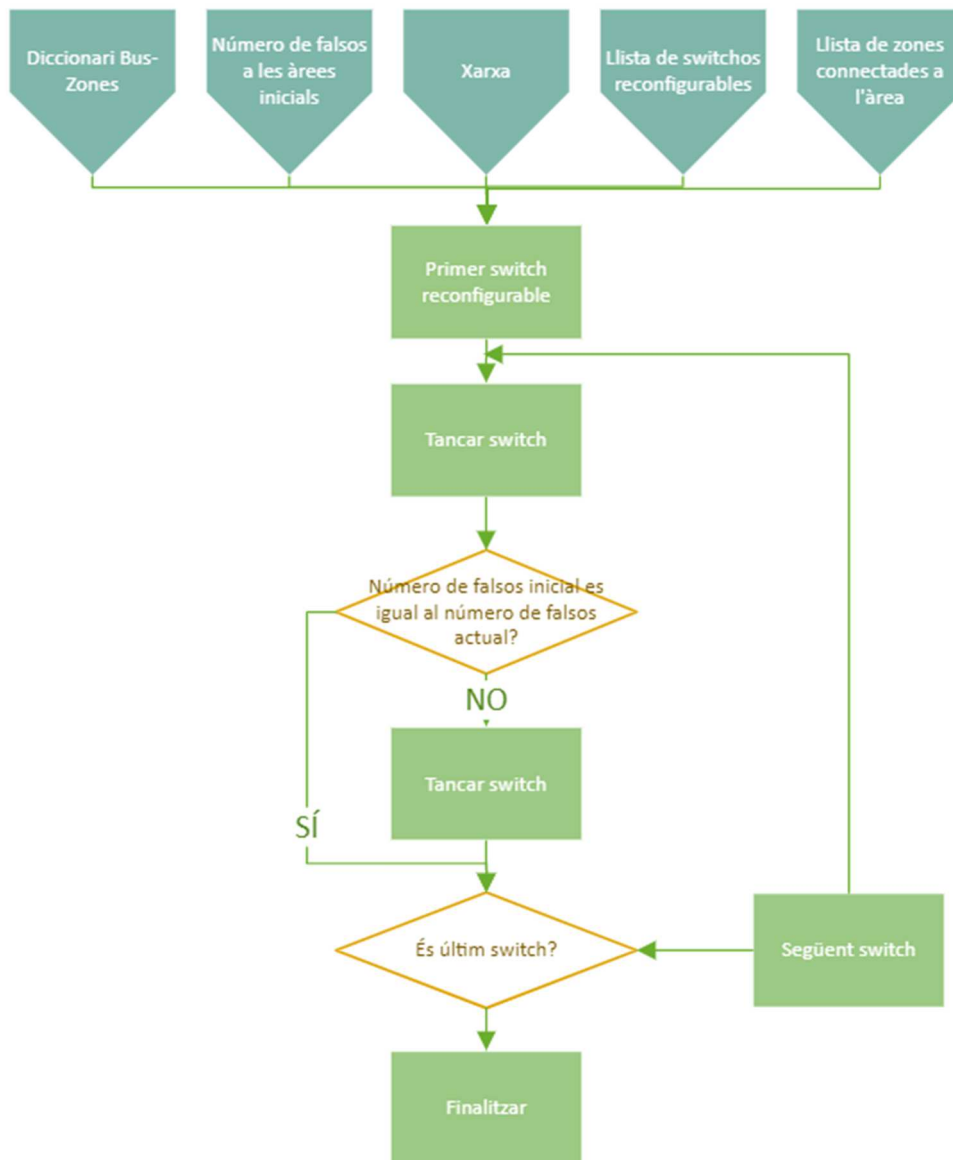 Diccionari Bus-
Zones
Número de falsos
a les àrees
inicials
Xarxa
Llista de switchos
reconfigurables
Llista de zones
connectades a
l'àrea
Primer switch
reconfigurable
Tancar switch
Número de falsos inicial es
igual al número de falsos
actual?
NO
Tancar switch
SÍ
És últim switch?
Següent switch
Finalitzar